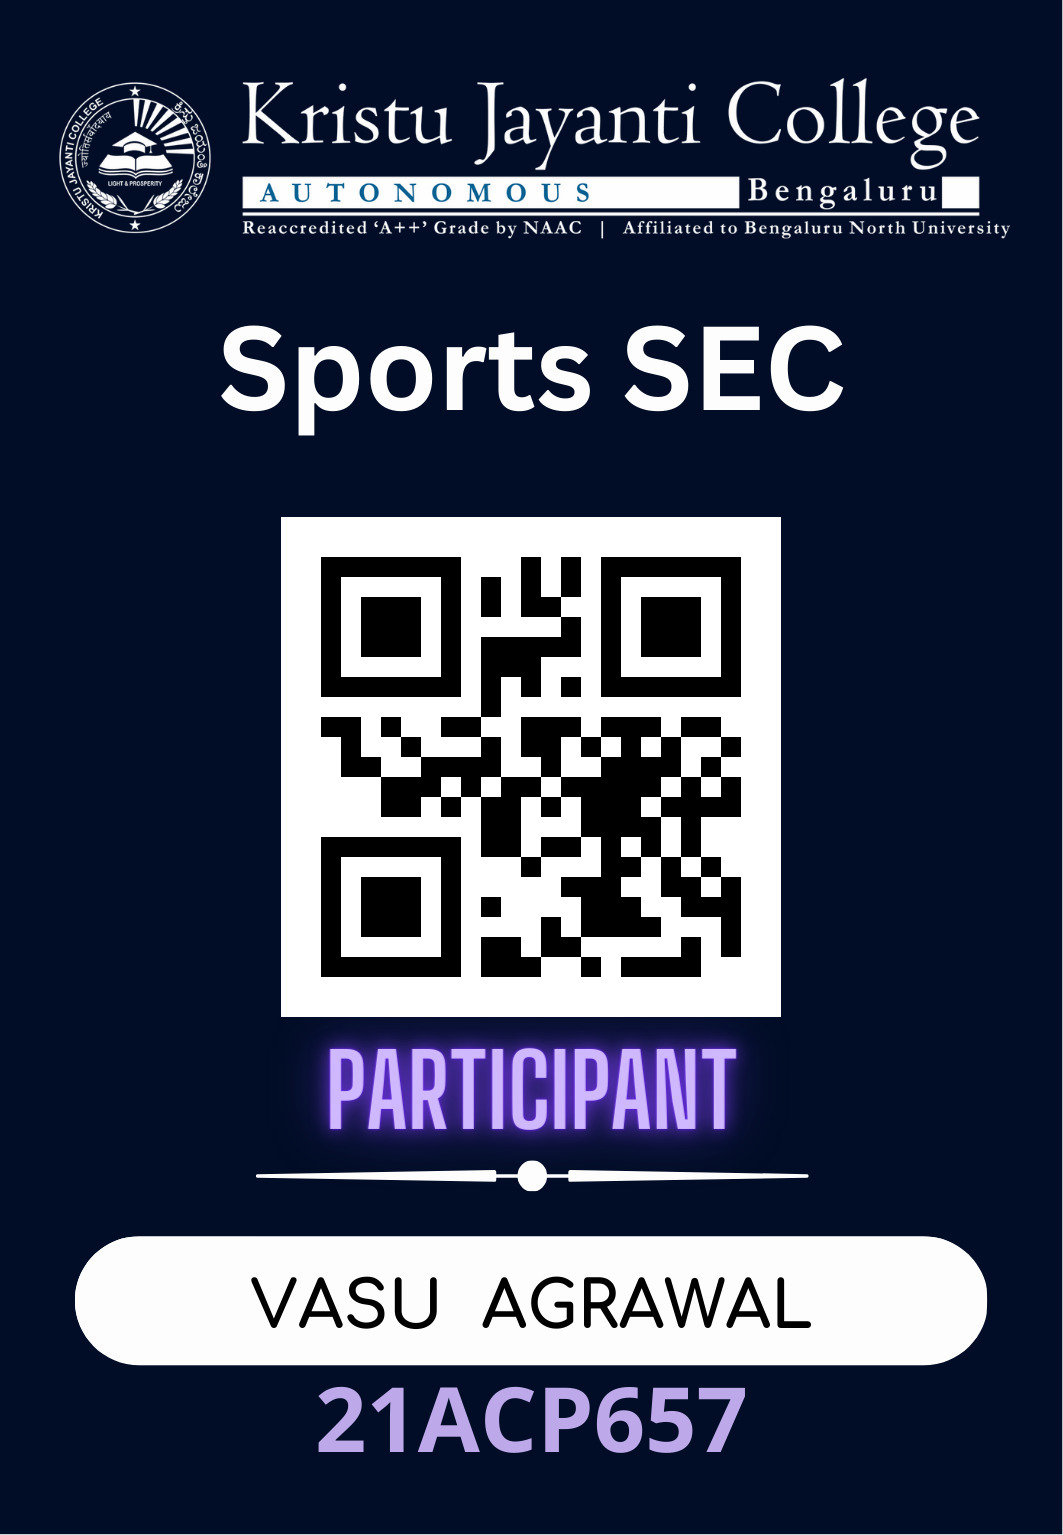 KRISTU JAYANTI COLLEGE
ಕ್ರಿಸ್ತು ಜಯಂತಿ ಕಾಲೇಜು
LIGHT & PROSPERITY
Kristu Jayanti College
AUTONOMOUS Bengaluru
Reaccredited ‘A++’ Grade by NAAC | Affiliated to Bengaluru North University
Sports SEC
PARTICIPANT
VASU AGRAWAL
21ACP657